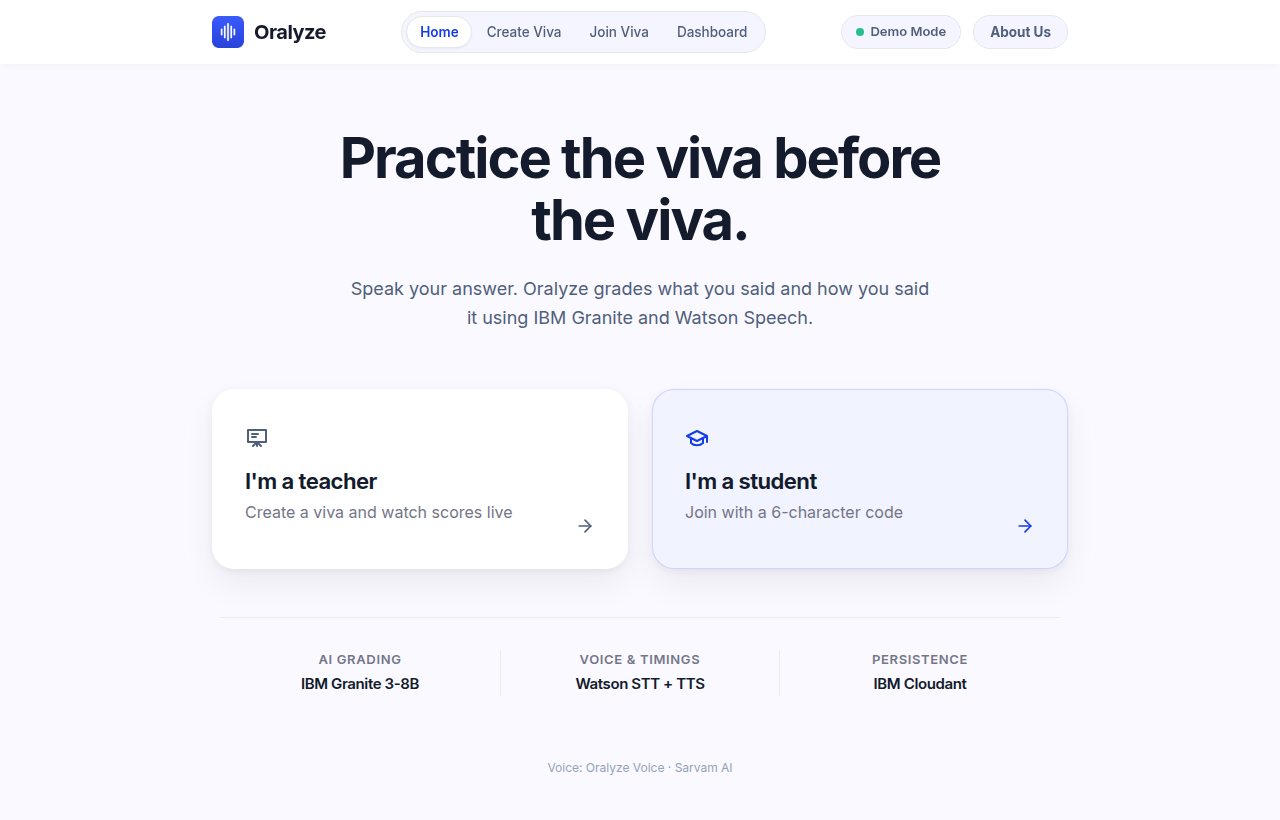 Oralyze
Home
Create Viva
Join Viva
Dashboard
Demo Mode
About Us
Practice the viva before
the viva.
Speak your answer. Oralyze grades what you said and how you said
it using IBM Granite and Watson Speech.
I'm a teacher
Create a viva and watch scores live
I'm a student
Join with a 6-character code
AI GRADING
IBM Granite 3-8B
VOICE & TIMINGS
Watson STT + TTS
PERSISTENCE
IBM Cloudant
Voice: Oralyze Voice · Sarvam AI